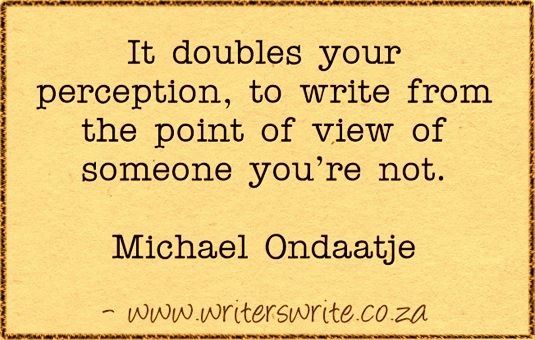 It doubles your
perception, to write from
the point of view of
someone you're not.
Michael Ondaatje
- www.writerswrite.co.za